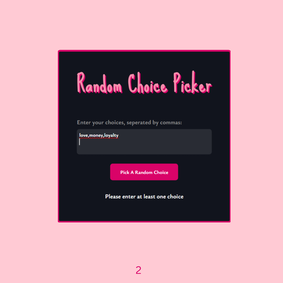 Random Choice Picker
Enter your choices, seperated by commas:
love,money,loyalty
Pick A Random Choice
Please enter at least one choice
2